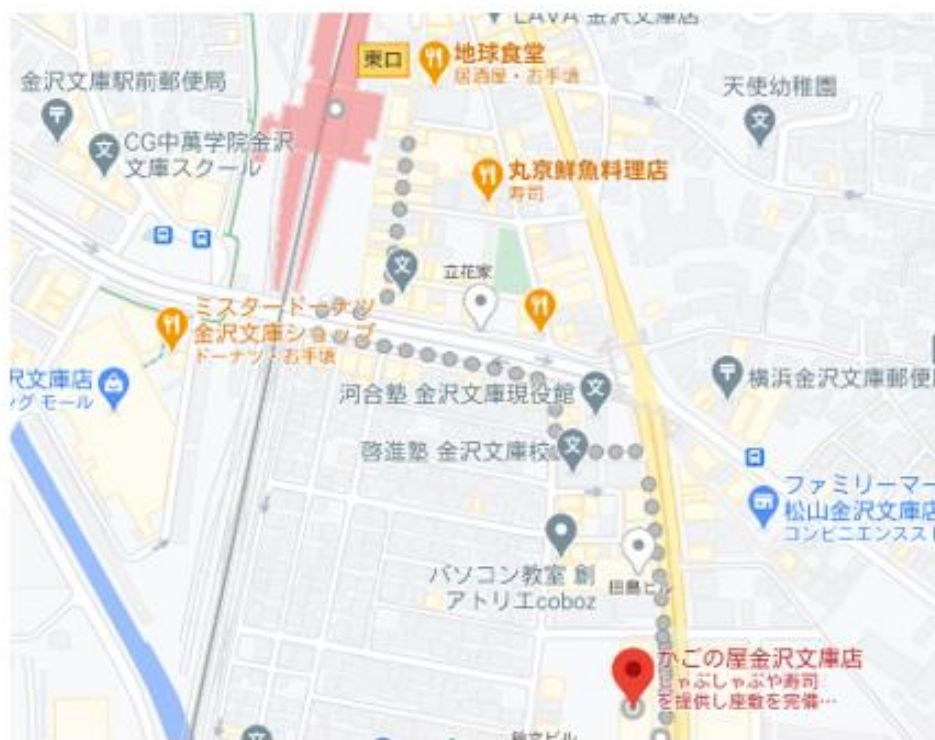 LAVA 金沢文庫店
東口
地球食堂
居酒屋・お手頃
金沢文庫駅前郵便局
天使幼稚園
CG中萬学院金沢
文庫スクール
丸京鮮魚料理店
寿司
立花家
ミスタードーナツ
金沢文庫ショップ
ドーナツ・お手頃
沢文庫店
グ モール
河合塾 金沢文庫現役館
横浜金沢文庫郵便
啓進塾 金沢文庫校
ファミリーマー
松山金沢文庫店
コンビニエンスス
パソコン教室 創
アトリエcoboz
田島ビル
かごの屋金沢文庫店
しゃぶしゃぶや寿司
を提供し座敷を完備…